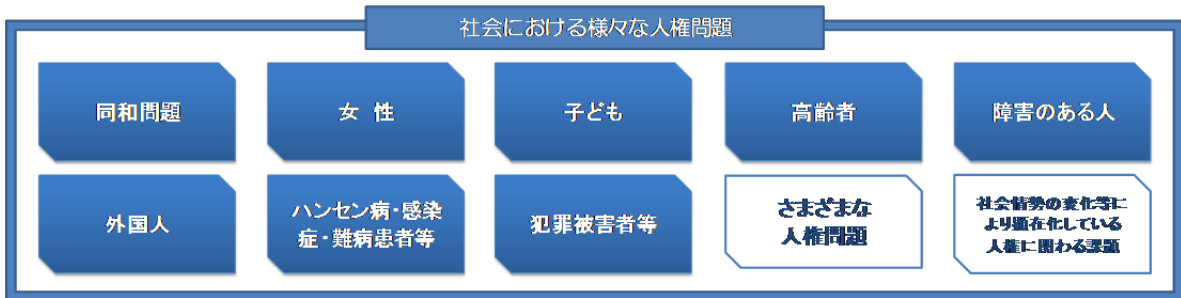 社会における様々な人権問題
同和問題
女 性
子ども
高齢者
障害のある人
外国人
ハンセン病・感染
症・難病患者等
犯罪被害者等
さまざまな
人権問題
社会情勢の変化等に
より顕在化している
人権に関わる課題